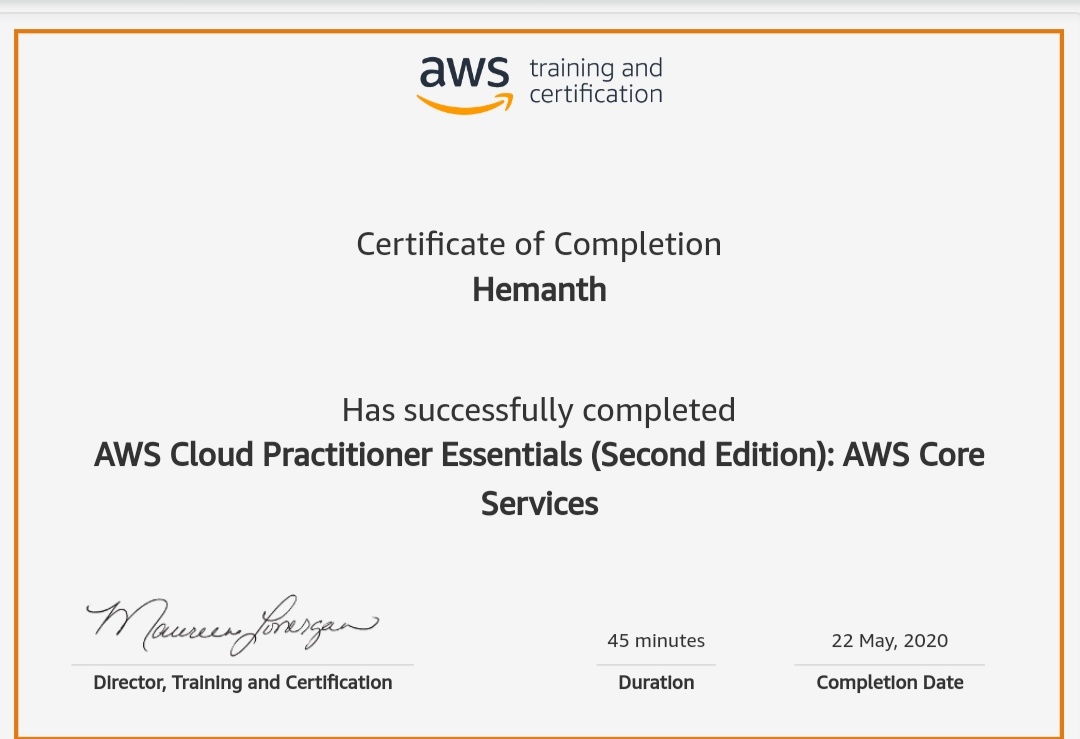 aws training and
certification
Certificate of Completion
Hemanth
Has successfully completed
AWS Cloud Practitioner Essentials (Second Edition): AWS Core
Services
Maureen Lonergan
45 minutes
22 May, 2020
Director, Training and Certification
Duration
Completion Date